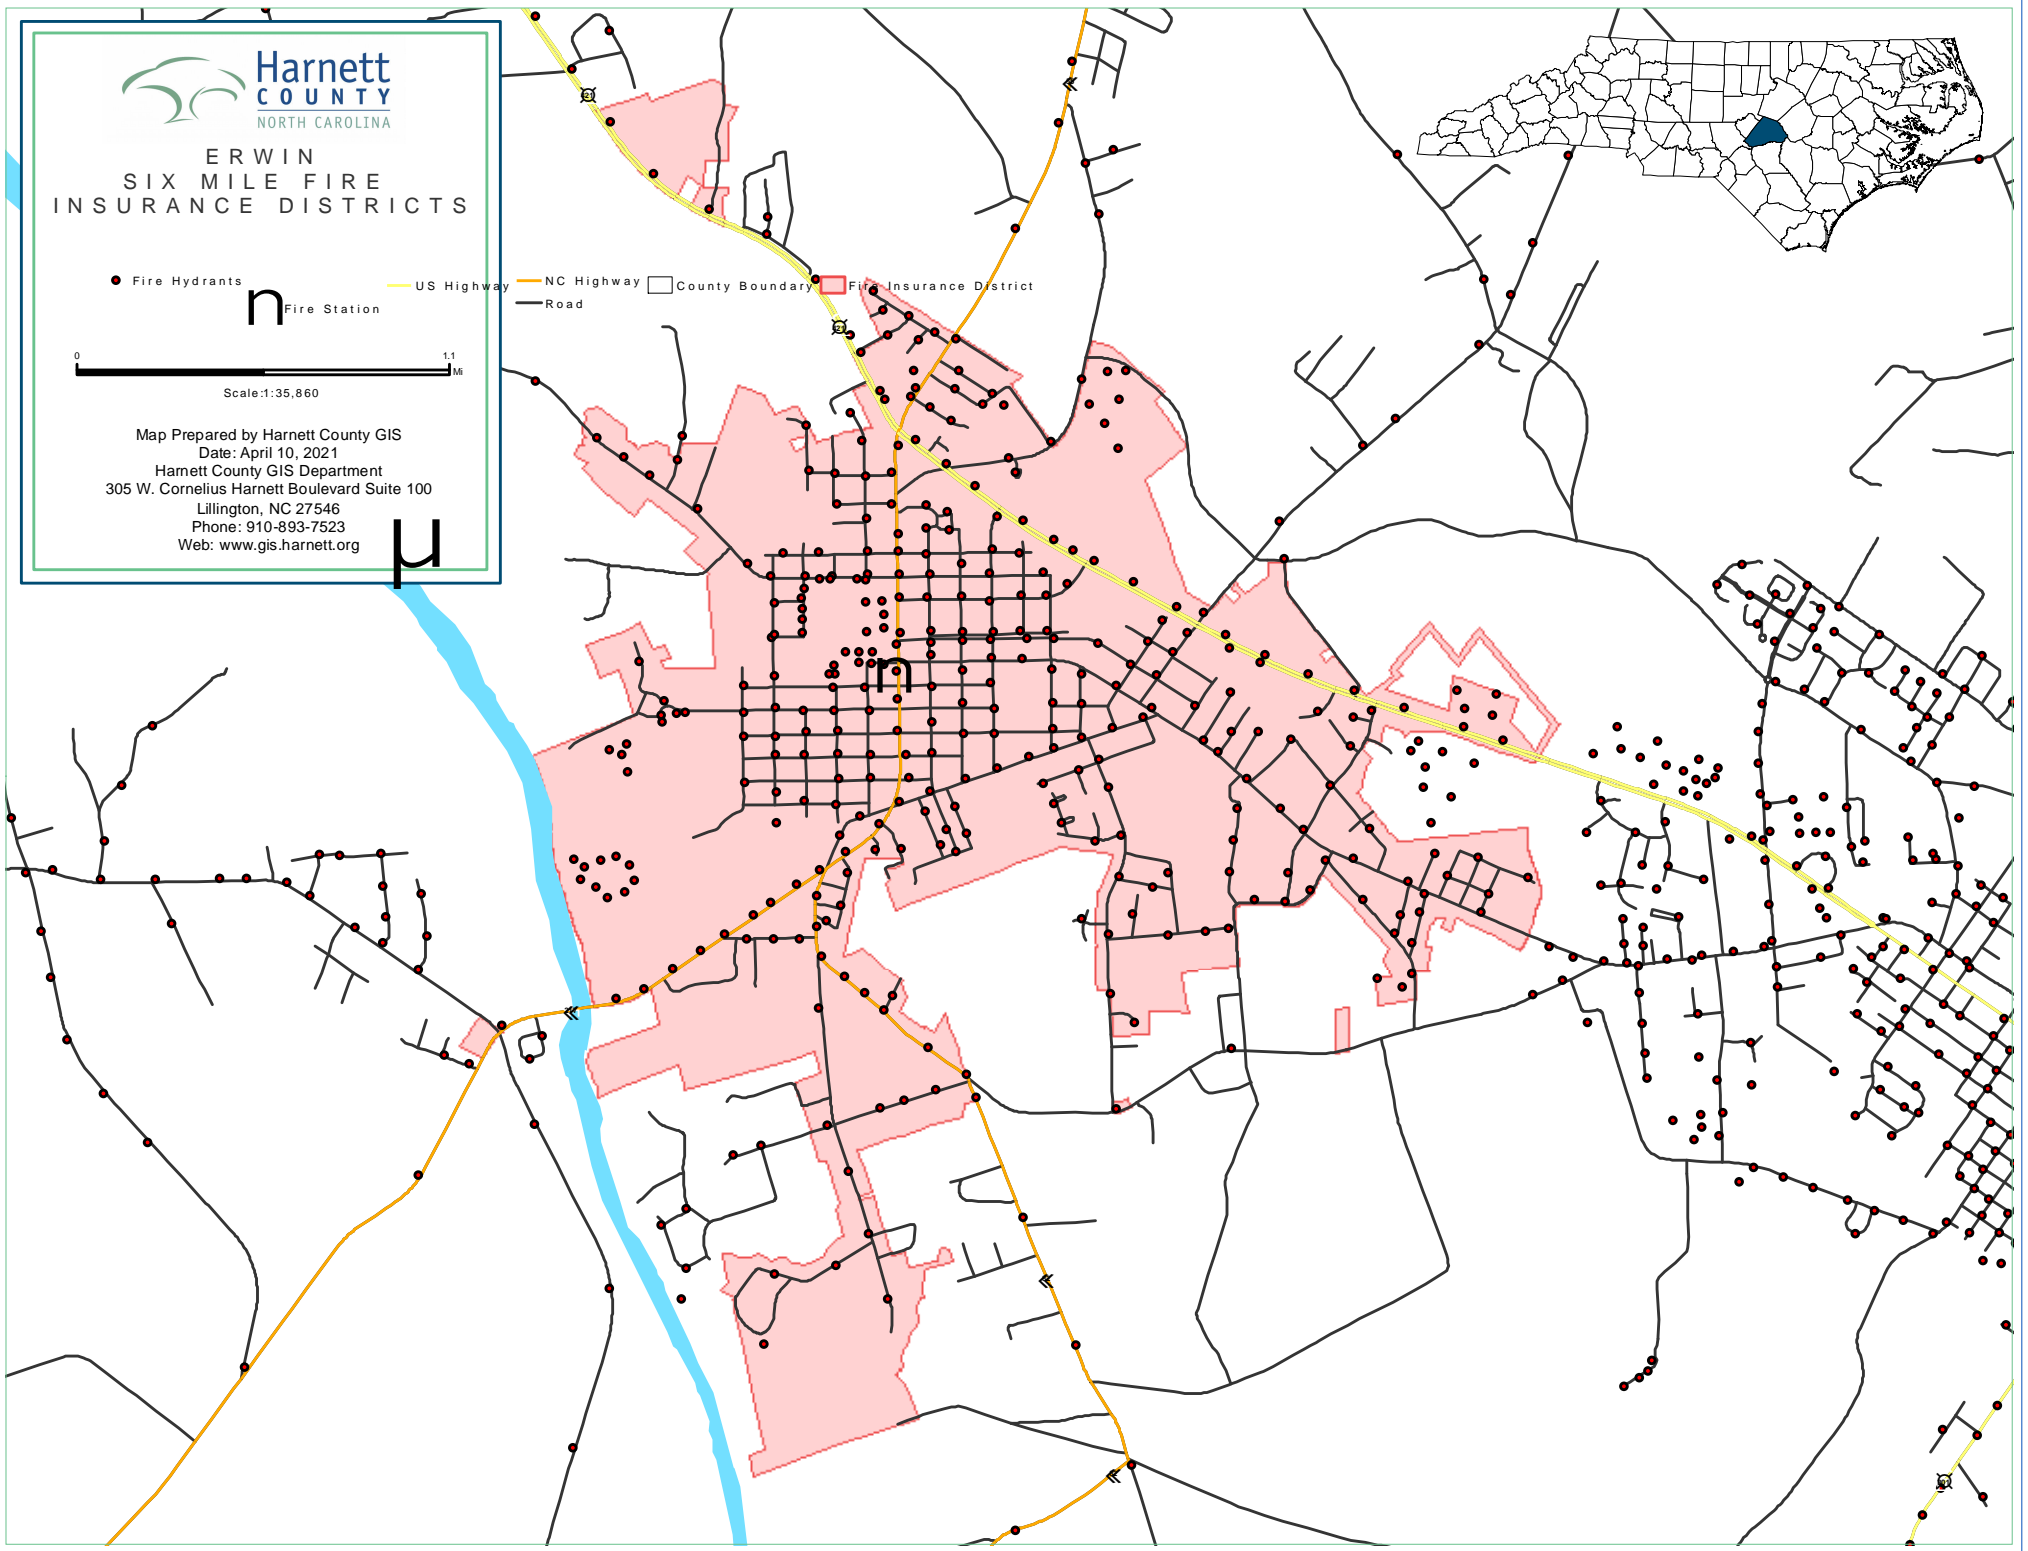 Harnett
COUNTY
NORTH CAROLINA
ERWIN
SIX MILE FIRE
INSURANCE DISTRICTS
Fire Hydrants
n
Fire Station
US Highway
NC Highway
Road
County Boundary
Fire Insurance District
0 1.1
Mi
Scale:1:35,860
Map Prepared by Harnett County GIS
Date: April 10, 2021
Harnett County GIS Department
305 W. Cornelius Harnett Boulevard Suite 100
Lillington, NC 27546
Phone: 910-893-7523
Web: www.gis.harnett.org
µ
n